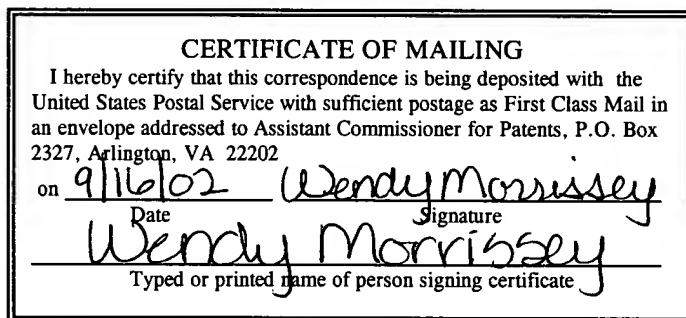 CERTIFICATE OF MAILING
I hereby certify that this correspondence is being deposited with the
United States Postal Service with sufficient postage as First Class Mail in
an envelope addressed to Assistant Commissioner for Patents, P.O. Box
2327, Arlington, VA 22202
on 9/16/02 Wendy Morrissey
Date Signature
Wendy Morrissey
Typed or printed name of person signing certificate